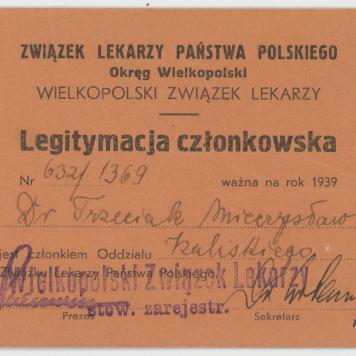 ZWIĄZEK LEKARZY PAŃSTWA POLSKIEGO
Okręg Wielkopolski
WIELKOPOLSKI ZWIĄZEK LEKARZY
Legitymacja członkowska
Nr 632/1369 ważna na rok 1939
Dr Trzeciak Mieczysław
jest członkiem Oddziału Kaliskiego
Związku Lekarzy Państwa Polskiego.
Wielkopolski Związek Lekarzy
stow. zarejestr.
Prezes Sekretarz